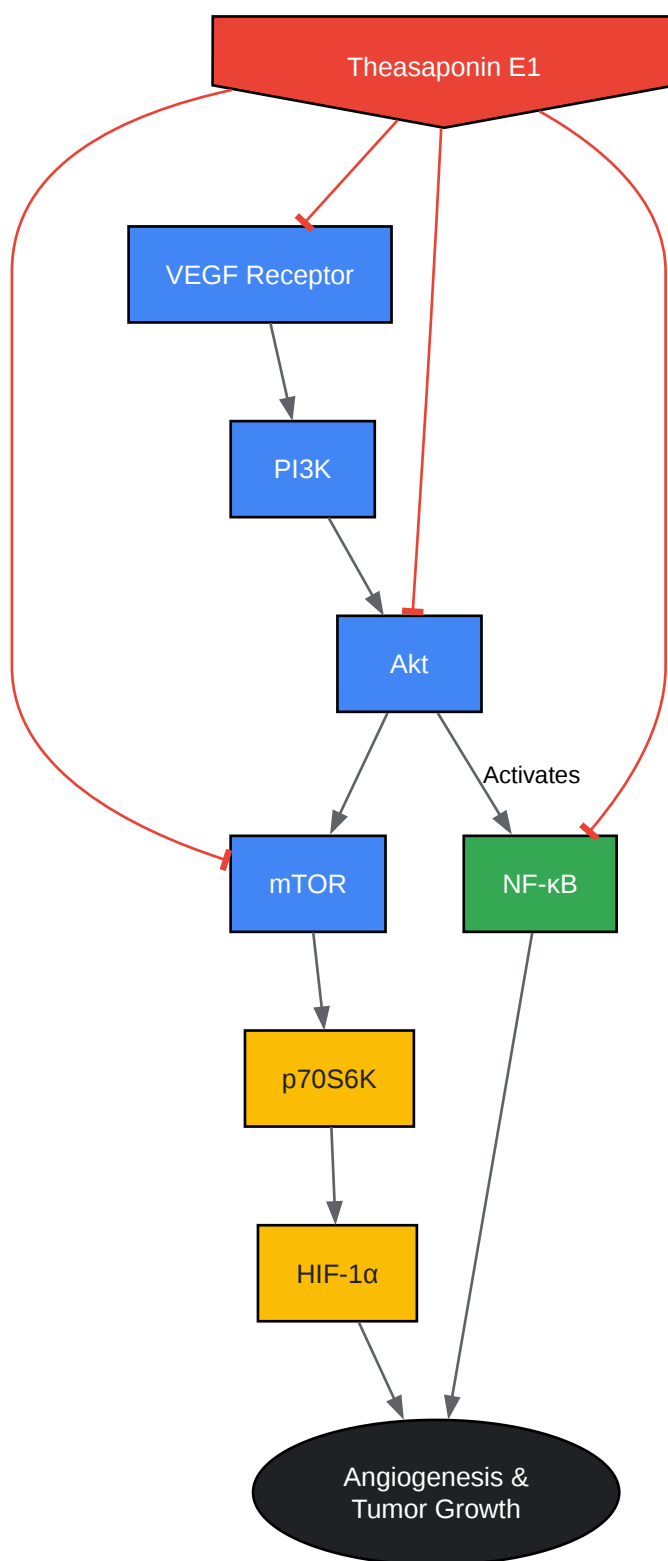 Theasaponin E1
VEGF Receptor
PI3K
Akt
Activates
mTOR
NF-κB
p70S6K
HIF-1α
Angiogenesis &
Tumor Growth